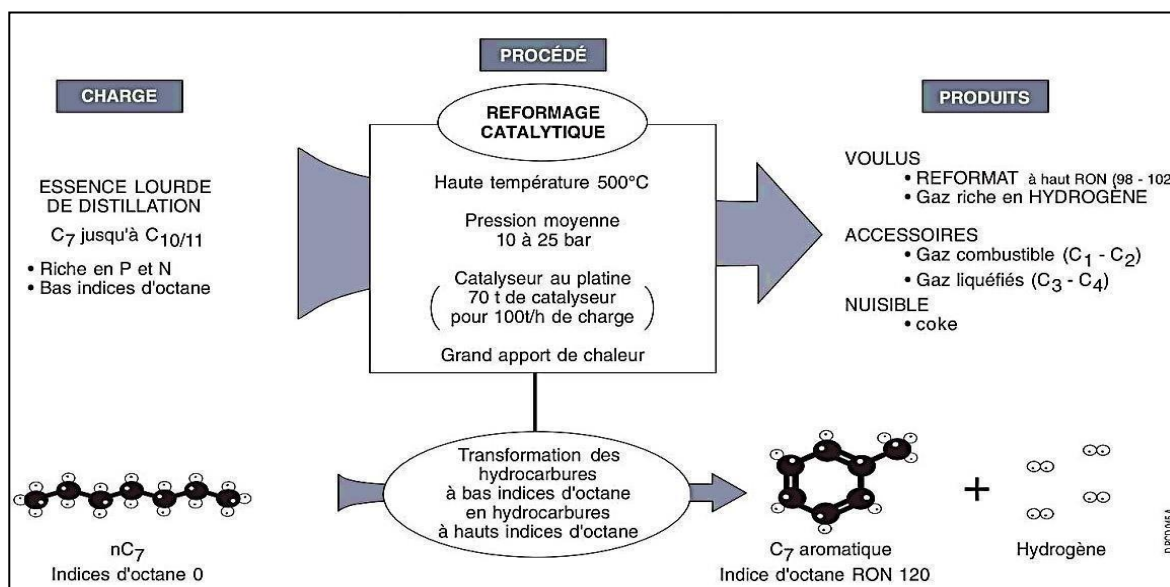 PROCÉDÉ
CHARGE
PRODUITS
REFORMAGE
CATALYTIQUE
ESSENCE LOURDE
DE DISTILLATION
C7 jusqu'à C10/11
• Riche en P et N
• Bas indices d'octane
Haute température 500°C
Pression moyenne
10 à 25 bar
Catalyseur au platine
( 70 t de catalyseur
pour 100t/h de charge )
Grand apport de chaleur
VOULUS
• REFORMAT à haut RON (98 - 102
• Gaz riche en HYDROGÈNE
ACCESSOIRES
• Gaz combustible (C1 - C2)
• Gaz liquéfiés (C3 - C4)
NUISIBLE
• coke
Transformation des
hydrocarbures
à bas indices d'octane
en hydrocarbures
à hauts indices d'octane
+
nC7
Indices d'octane 0
C7 aromatique
Indice d'octane RON 120
Hydrogène